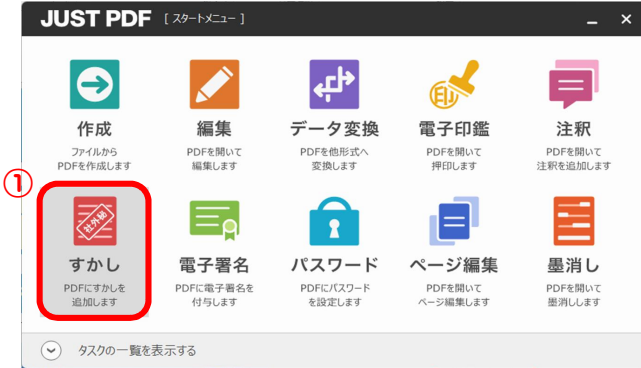 JUST PDF [ スタートメニュー ]
作成
ファイルから
PDFを作成します
編集
PDFを開いて
編集します
データ変換
PDFを他形式へ
変換します
印
電子印鑑
PDFを開いて
押印します
注釈
PDFを開いて
注釈を追加します
①
社外秘
すかし
PDFにすかしを
追加します
電子署名
PDFに電子署名を
付与します
パスワード
PDFにパスワード
を設定します
ページ編集
PDFを開いて
ページ編集します
墨消し
PDFを開いて
墨消しします
タスクの一覧を表示する